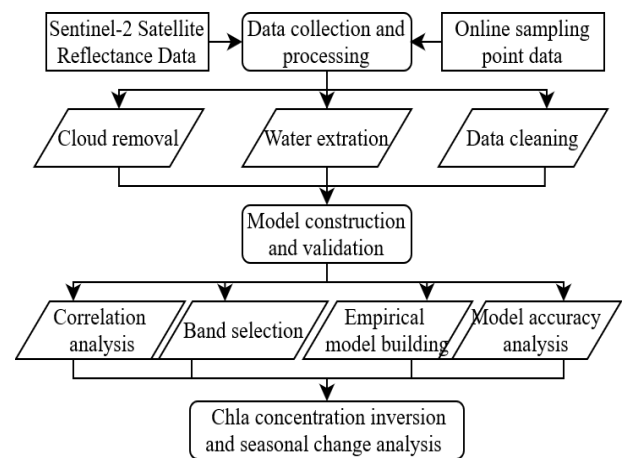 Sentinel-2 Satellite
Reflectance Data
Data collection and
processing
Online sampling
point data
Cloud removal
Water extration
Data cleaning
Model construction
and validation
Correlation
analysis
Band selection
Empirical
model building
Model accuracy
analysis
Chla concentration inversion
and seasonal change analysis